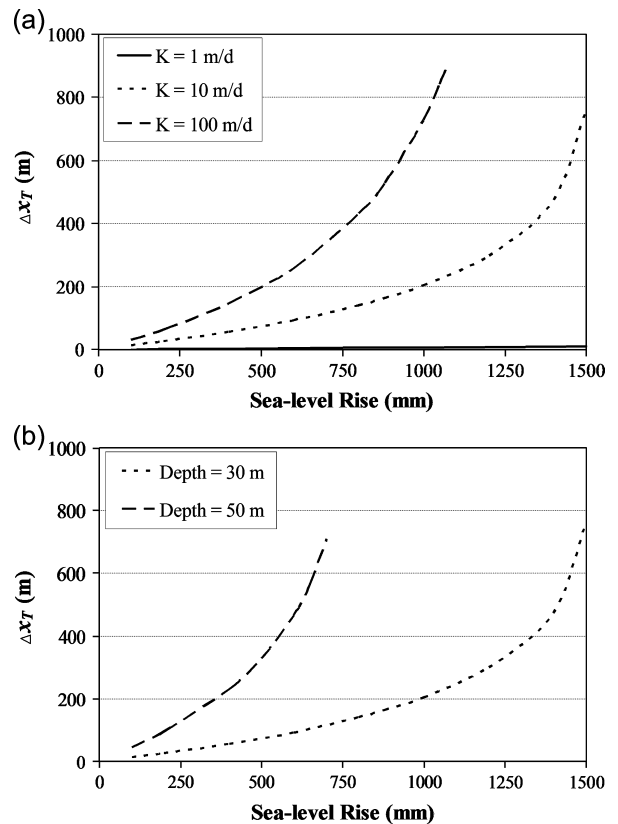 (a)
1000
800
600
400
200
0
△xT (m)
K = 1 m/d
K = 10 m/d
K = 100 m/d
0 250 500 750 1000 1250 1500
Sea-level Rise (mm)
(b)
1000
800
600
400
200
0
△xT (m)
Depth = 30 m
Depth = 50 m
0 250 500 750 1000 1250 1500
Sea-level Rise (mm)